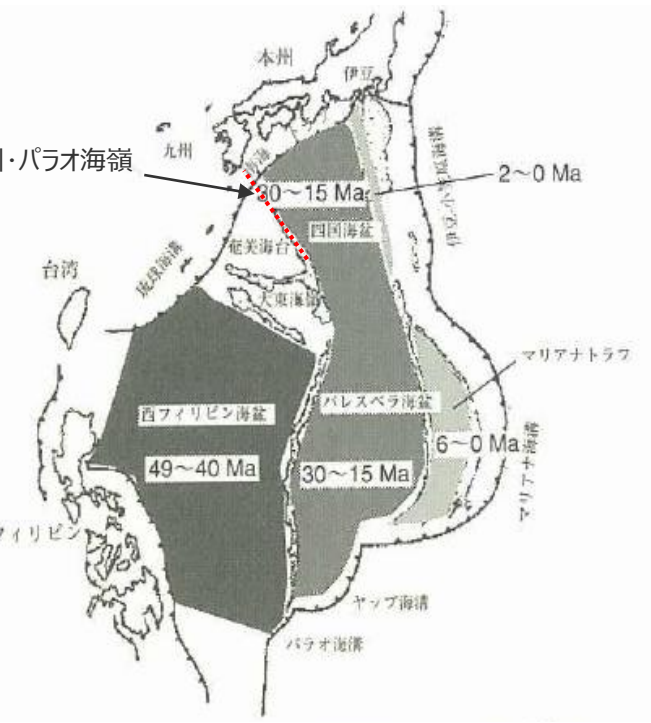 本州
伊豆
九州
・パラオ海嶺
30～15 Ma
2～0 Ma
四国海盆
奄美海台
琉球海溝
台湾
大東海嶺
マリアナトラフ
パレスベラ海盆
西フィリピン海盆
6～0 Ma
49～40 Ma
30～15 Ma
マリアナ海溝
フィリピン
ヤップ海溝
パラオ海溝